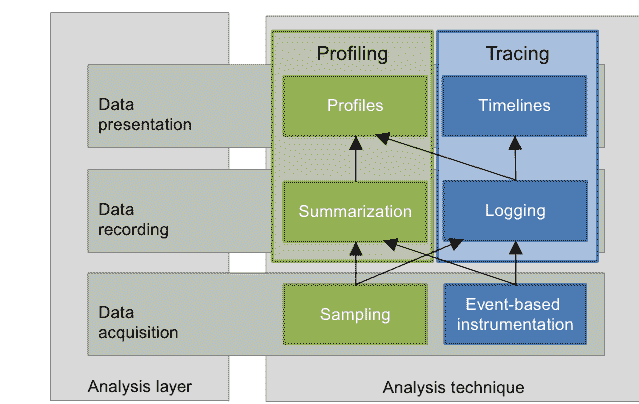 Profiling
Tracing
Data
presentation
Profiles
Timelines
Data
recording
Summarization
Logging
Data
acquisition
Sampling
Event-based
instrumentation
Analysis layer
Analysis technique